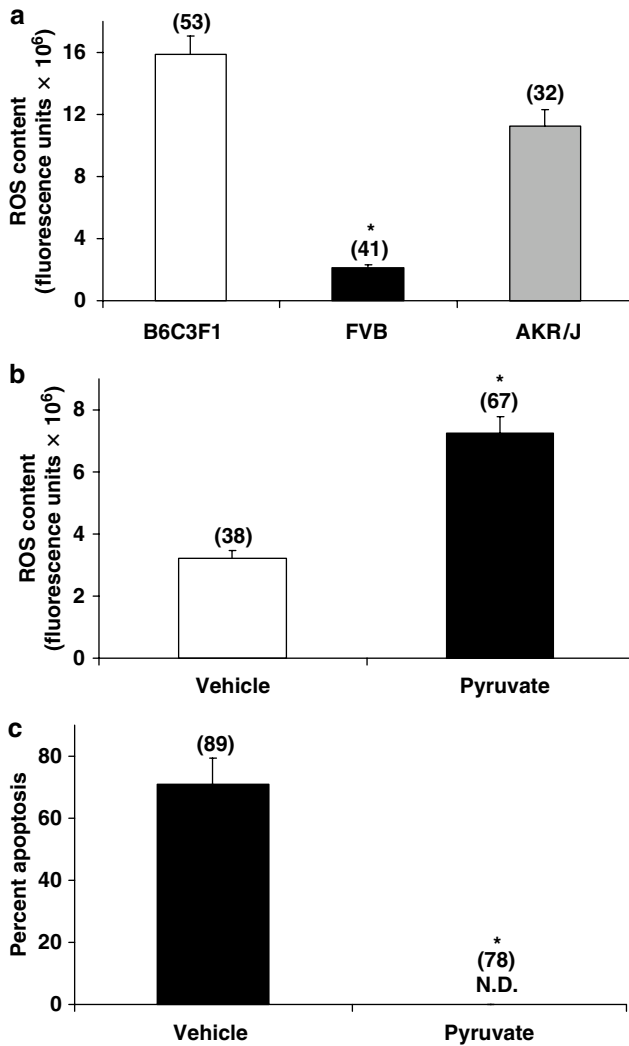 a
ROS content
(fluorescence units × 10⁶)
16
12
8
4
0
(53)
*
(41)
(32)
B6C3F1 FVB AKR/J
b
ROS content
(fluorescence units × 10⁶)
8
6
4
2
0
(38)
*
(67)
Vehicle Pyruvate
c
Percent apoptosis
80
60
40
20
0
(89)
*
(78)
N.D.
Vehicle Pyruvate